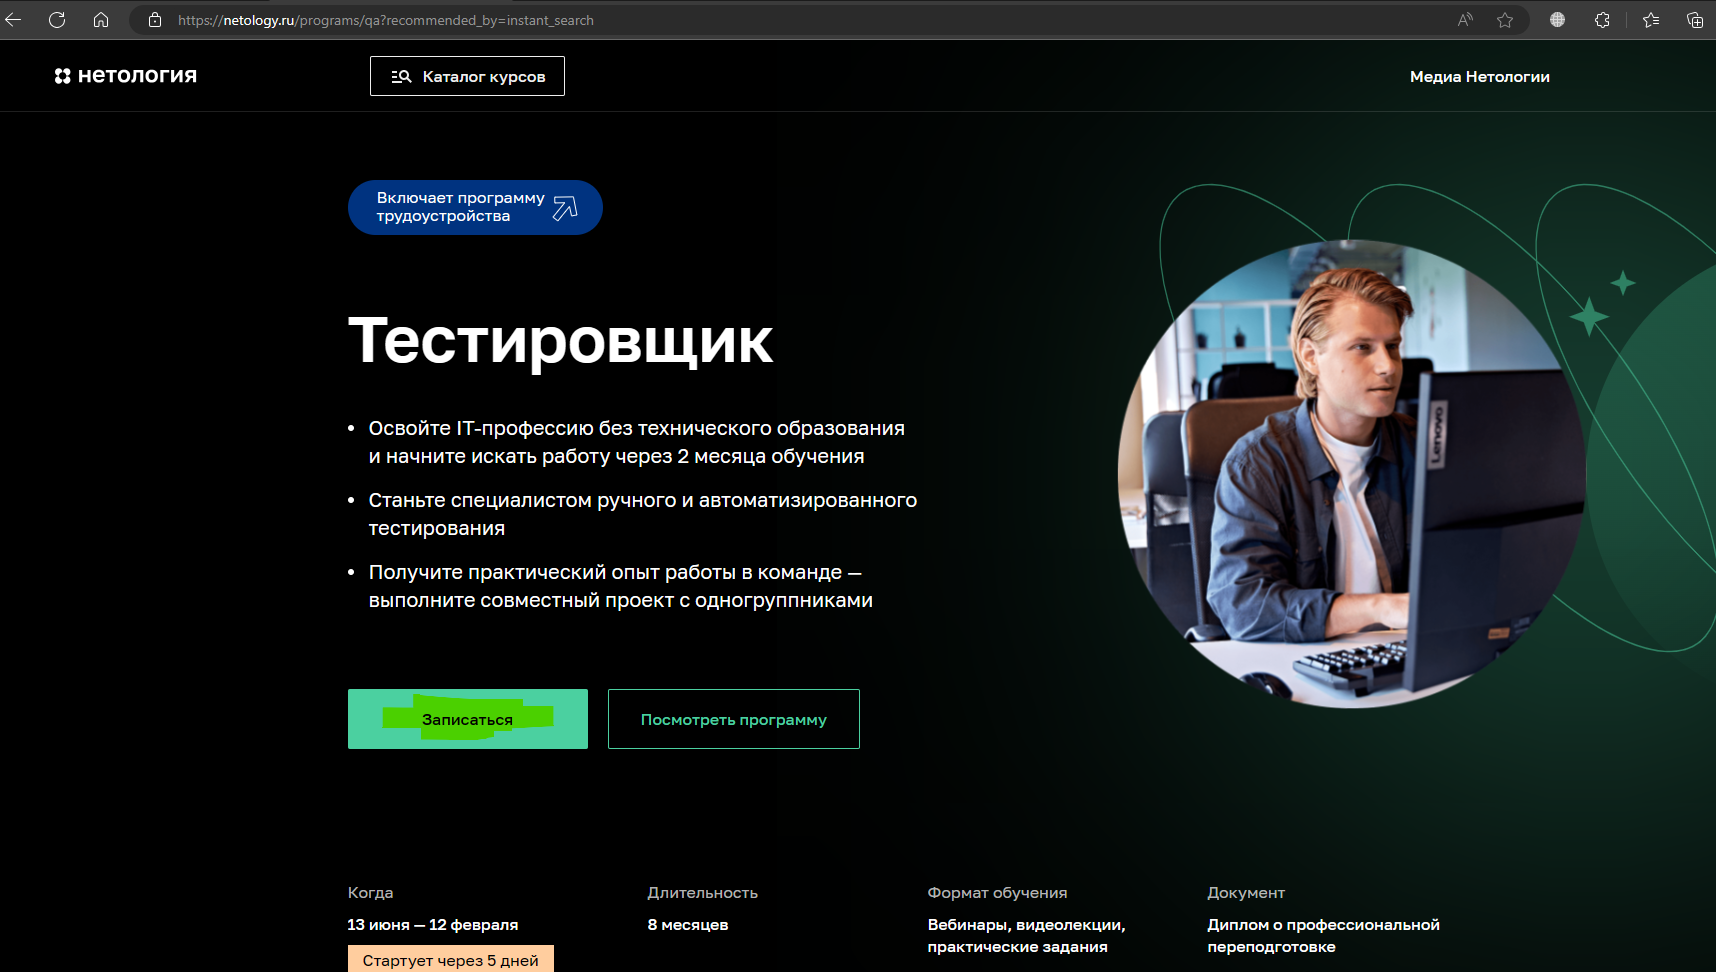 https://netology.ru/programs/qa?recommended_by=instant_search
нетология
Каталог курсов
Медиа Нетологии
Включает программу
трудоустройства
Тестировщик
• Освойте IT-профессию без технического образования
и начните искать работу через 2 месяца обучения
• Станьте специалистом ручного и автоматизированного
тестирования
• Получите практический опыт работы в команде —
выполните совместный проект с одногруппниками
Lenovo
Записаться
Посмотреть программу
Когда
13 июня — 12 февраля
Стартует через 5 дней
Длительность
8 месяцев
Формат обучения
Вебинары, видеолекции,
практические задания
Документ
Диплом о профессиональной
переподготовке